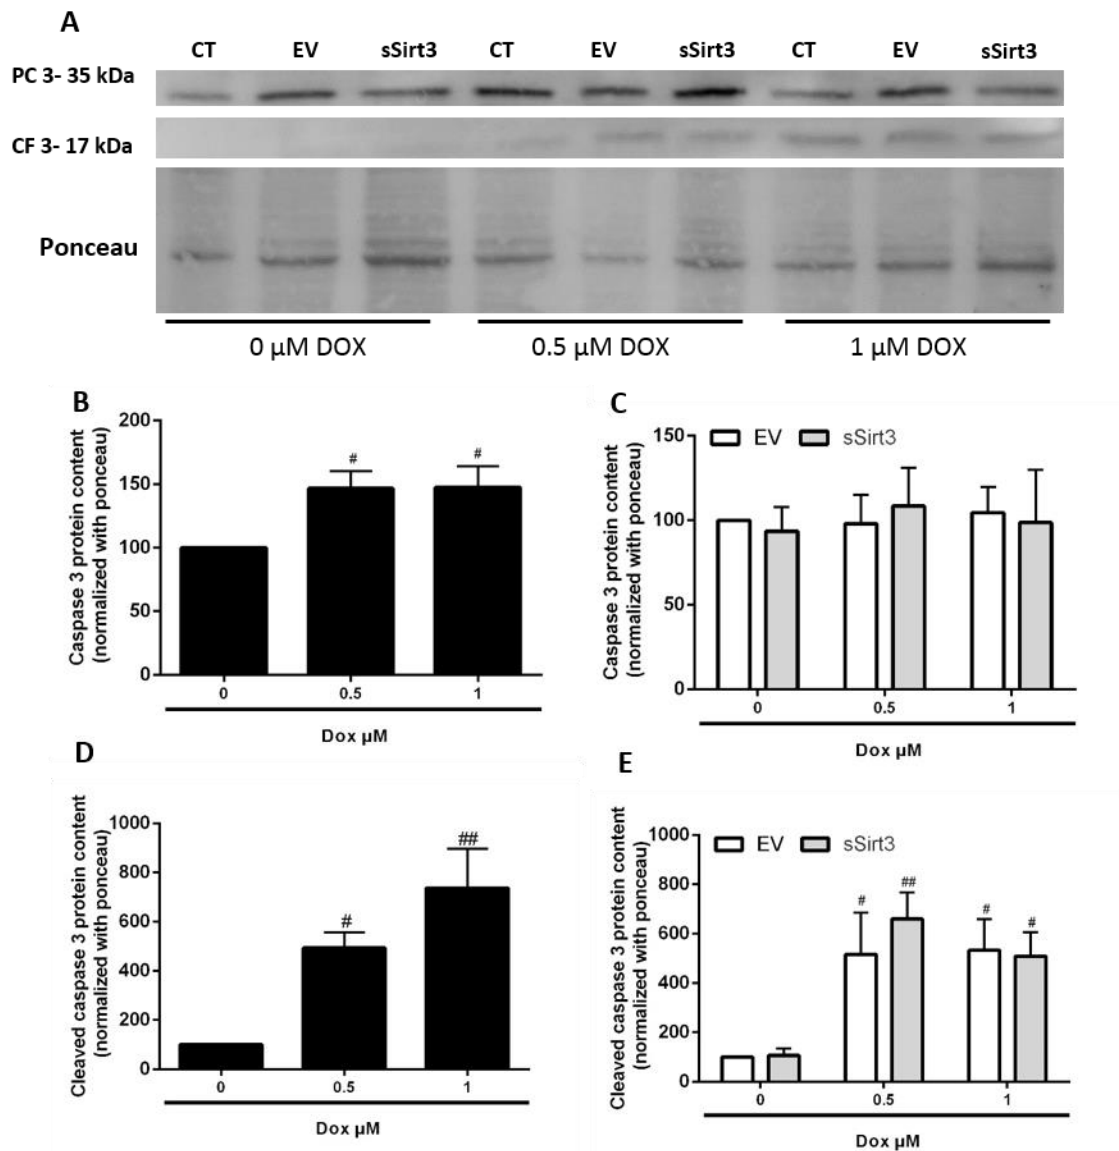 A
CT EV sSirt3 CT EV sSirt3 CT EV sSirt3
PC 3- 35 kDa
CF 3- 17 kDa
Ponceau
0 µM DOX 0.5 µM DOX 1 µM DOX
B
Caspase 3 protein content
(normalized with ponceau)
200
150
100
50
0
# #
0 0.5 1
Dox µM
C
Caspase 3 protein content
(normalized with ponceau)
150
100
50
0
EV sSirt3
0 0.5 1
Dox µM
D
Cleaved caspase 3 protein content
(normalized with ponceau)
1000
800
600
400
200
0
# ##
0 0.5 1
Dox µM
E
Cleaved caspase 3 protein content
(normalized with ponceau)
1000
800
600
400
200
0
EV sSirt3
# ## # #
0 0.5 1
Dox µM